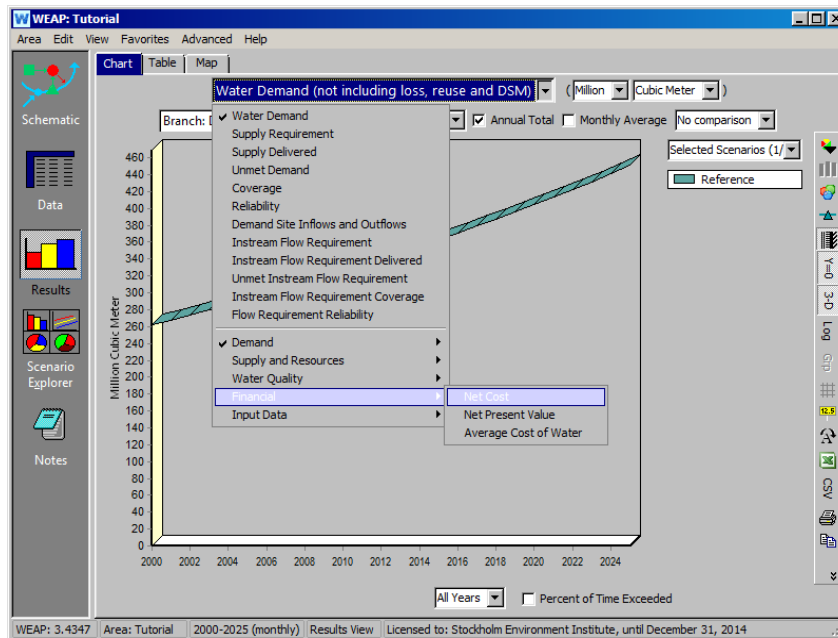 WEAP: Tutorial
Area Edit View Favorites Advanced Help
Schematic
Data
Results
Scenario
Explorer
Notes
Chart Table Map
Water Demand (not including loss, reuse and DSM) ( Million Cubic Meter )
Branch: Annual Total Monthly Average No comparison
Water Demand
Supply Requirement
Supply Delivered
Unmet Demand
Coverage
Reliability
Demand Site Inflows and Outflows
Instream Flow Requirement
Instream Flow Requirement Delivered
Unmet Instream Flow Requirement
Instream Flow Requirement Coverage
Flow Requirement Reliability
Demand
Supply and Resources
Water Quality
Financial
Input Data
Net Cost
Net Present Value
Average Cost of Water
Selected Scenarios (1/
Reference
Million Cubic Meter
460
440
420
400
380
360
340
320
300
280
260
240
220
200
180
160
140
120
100
80
60
40
20
0
2000 2002 2004 2006 2008 2010 2012 2014 2016 2018 2020 2022 2024
All Years Percent of Time Exceeded
Y=0
3-D
Log
Grp
12.5
CSV
WEAP: 3.4347 Area: Tutorial 2000-2025 (monthly) Results View Licensed to: Stockholm Environment Institute, until December 31, 2014